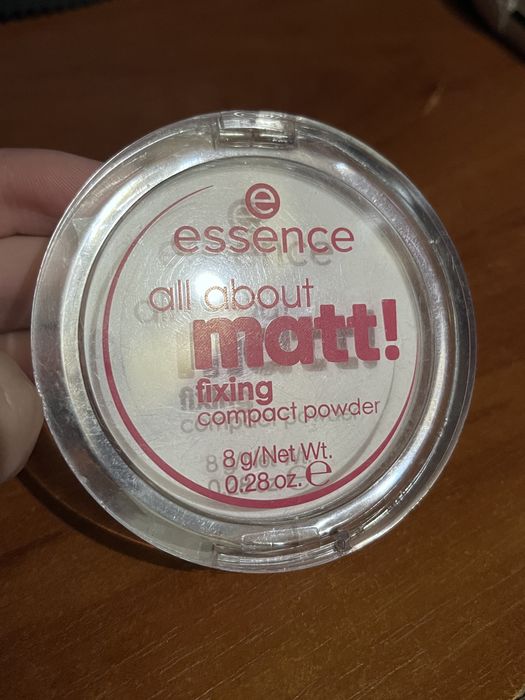 e
essence
all about
matt!
fixing
compact powder
8 g/Net Wt.
0.28 oz. ℮